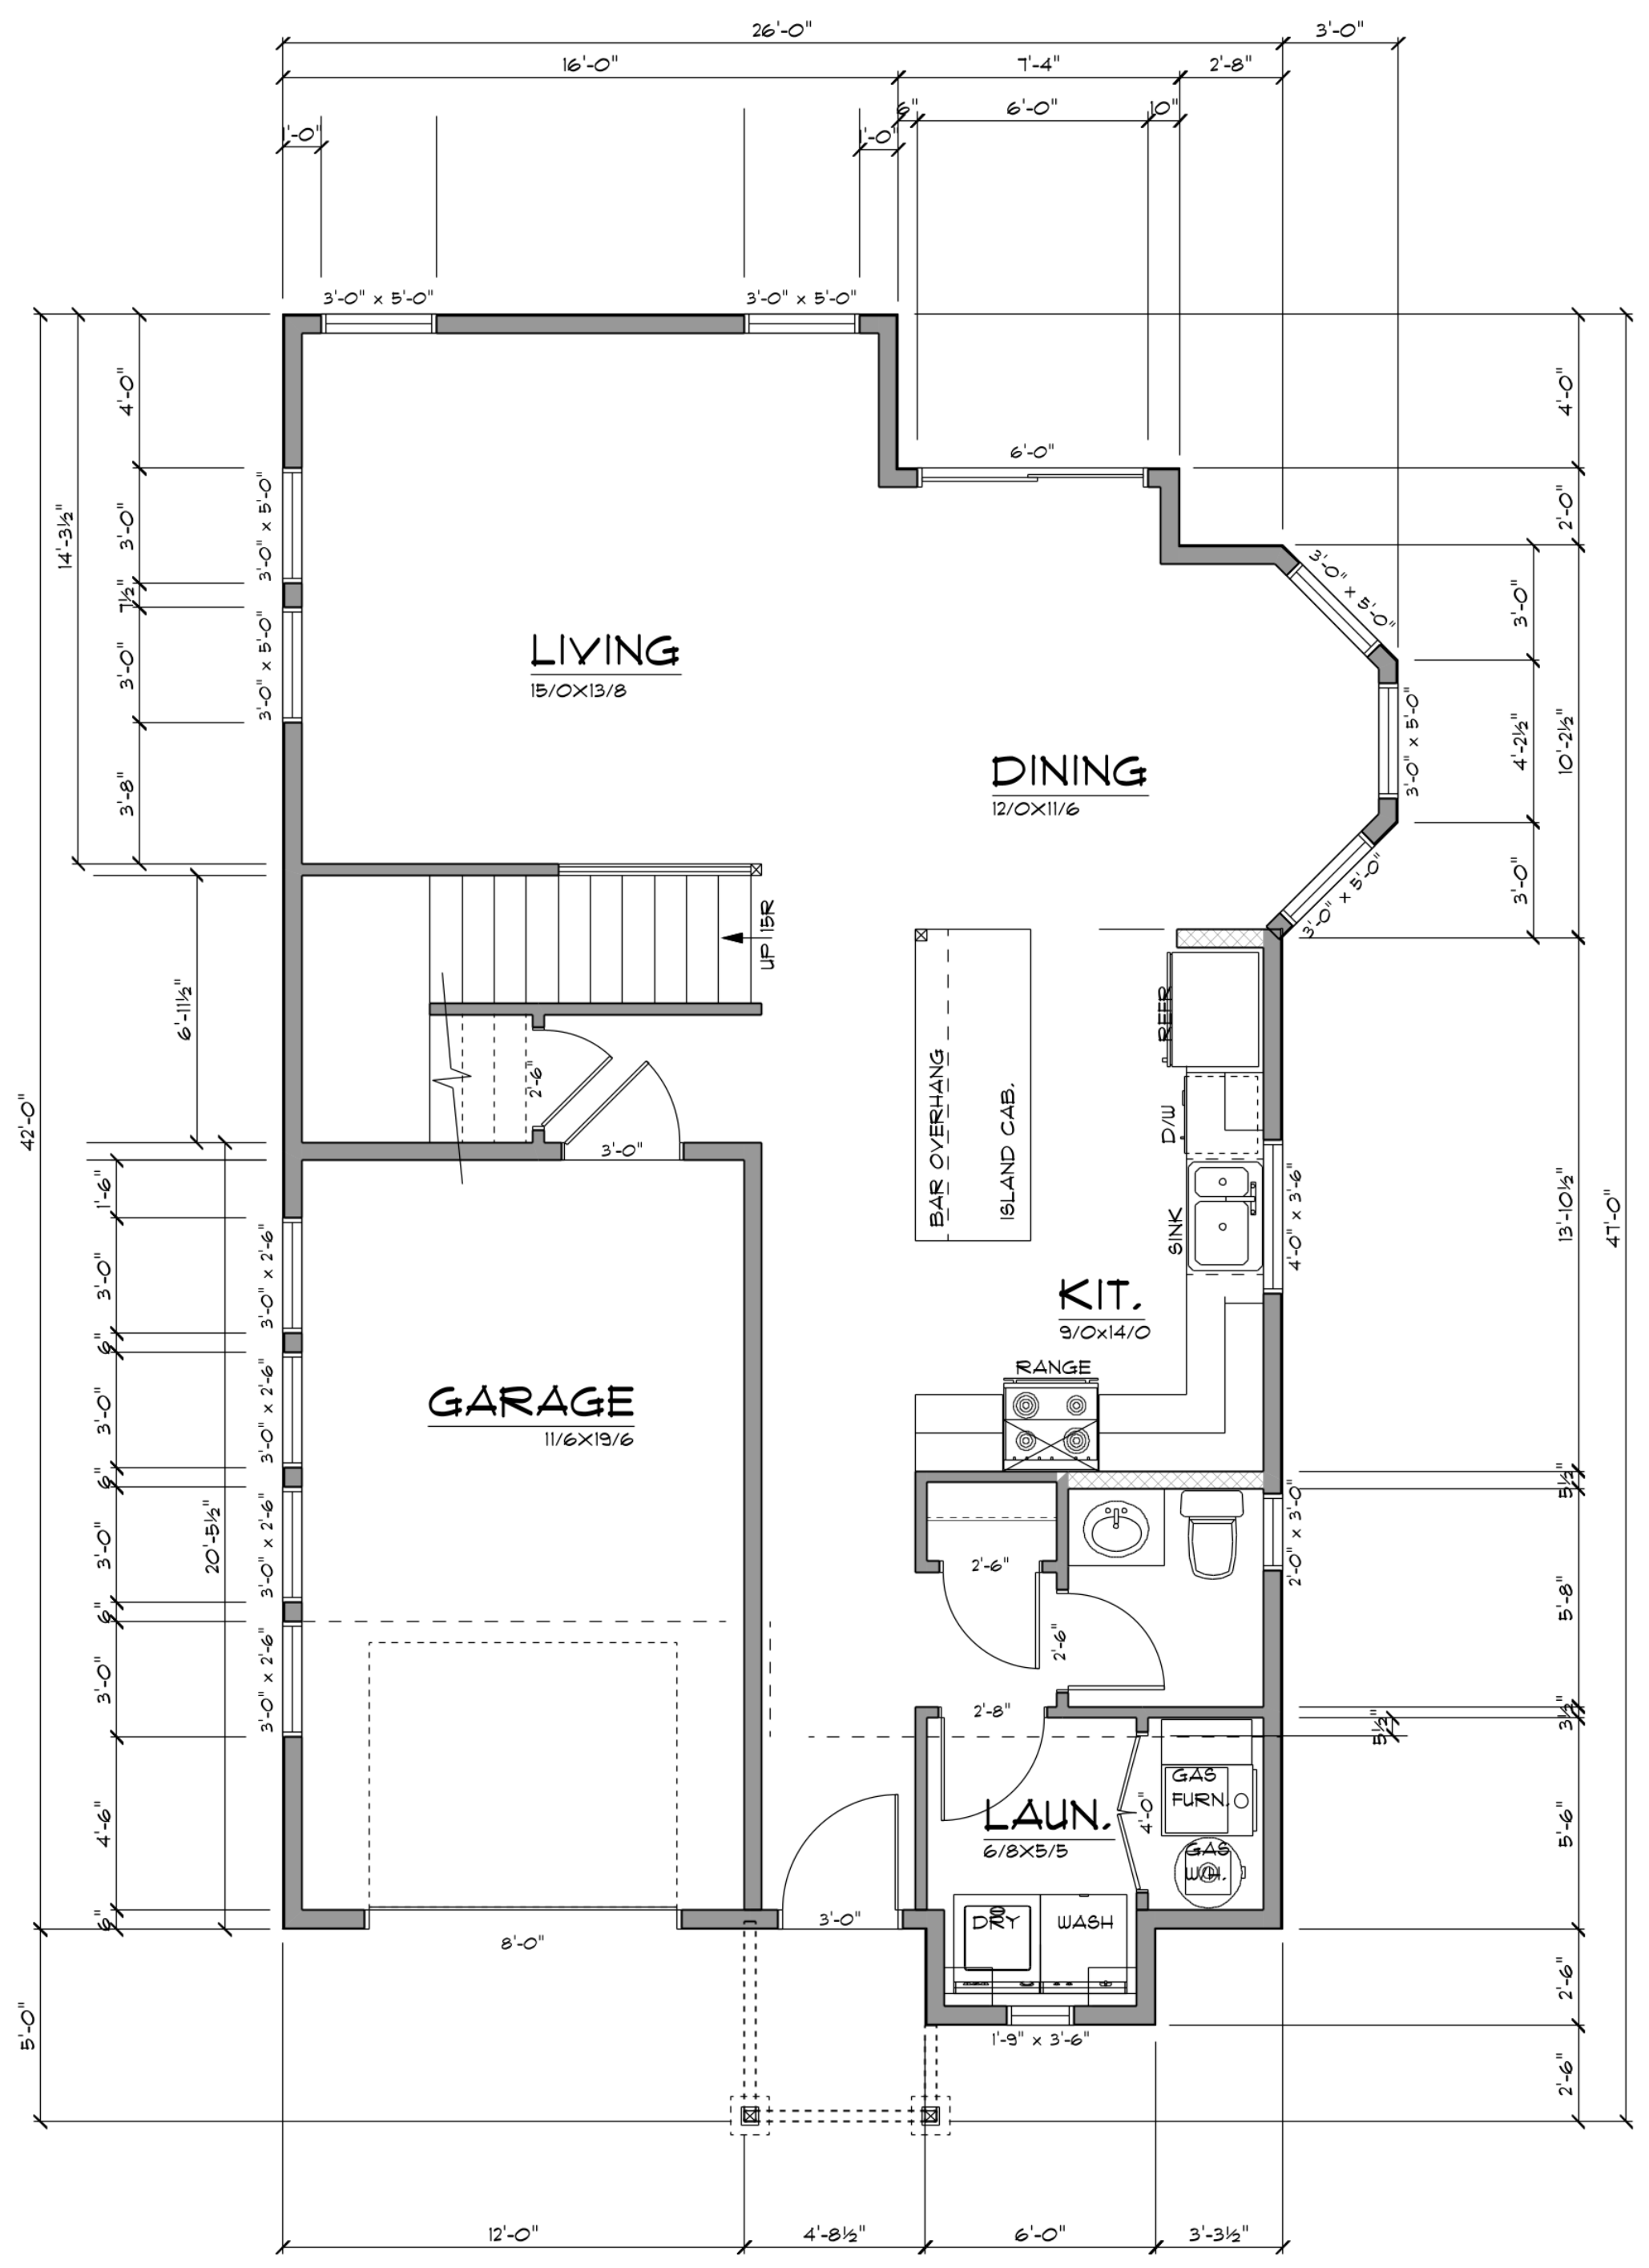 26'-0"
3'-0"
16'-0"
7'-4"
2'-8"
6"
6'-0"
10"
1'-0"
1'-0"
3'-0" x 5'-0"
3'-0" x 5'-0"
4'-0"
4'-0"
6'-0"
2'-0"
14'-3½"
3'-0"
3'-0" x 5'-0"
7½"
3'-0"
3'-0" x 5'-0"
3'-8"
3'-0" x 5'-0"
3'-0"
LIVING
15/0X13/8
3'-0" x 5'-0"
4'-2½"
10'-2½"
DINING
12/0X11/6
3'-0" x 5'-0"
3'-0"
UP 15R
6'-11½"
42'-0"
REFR
2'-6"
BAR OVERHANG
ISLAND CAB.
D/W
3'-0"
SINK
4'-0" x 3'-6"
13'-10½"
47'-0"
1'-6"
3'-0"
3'-0" x 2'-6"
6"
KIT.
9/0x14/0
RANGE
3'-0"
3'-0" x 2'-6"
GARAGE
11/6X19/6
6"
5½"
20'-5½"
3'-0"
3'-0" x 2'-6"
2'-6"
2'-0" x 3'-0"
5'-8"
6"
2'-6"
3'-0"
3'-0" x 2'-6"
2'-8"
3½"
5½"
GAS
FURN.
4'-6"
LAUN.
6/8X5/5
4'-0"
5'-6"
GAS
W/H.
6"
8'-0"
3'-0"
DRY
WASH
2'-6"
5'-0"
1'-9" x 3'-6"
2'-6"
12'-0"
4'-8½"
6'-0"
3'-3½"